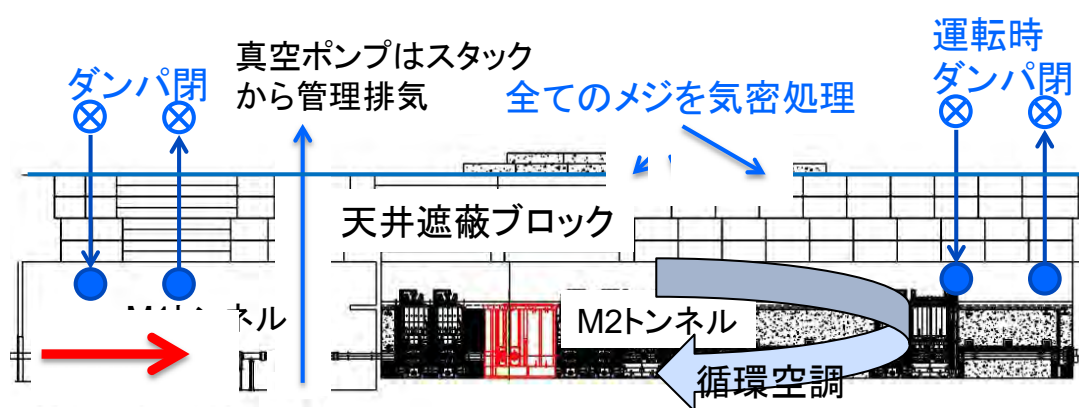 ダンパ閉
真空ポンプはスタック
から管理排気
全てのメジを気密処理
運転時
ダンパ閉
天井遮蔽ブロック
M2トンネル
循環空調